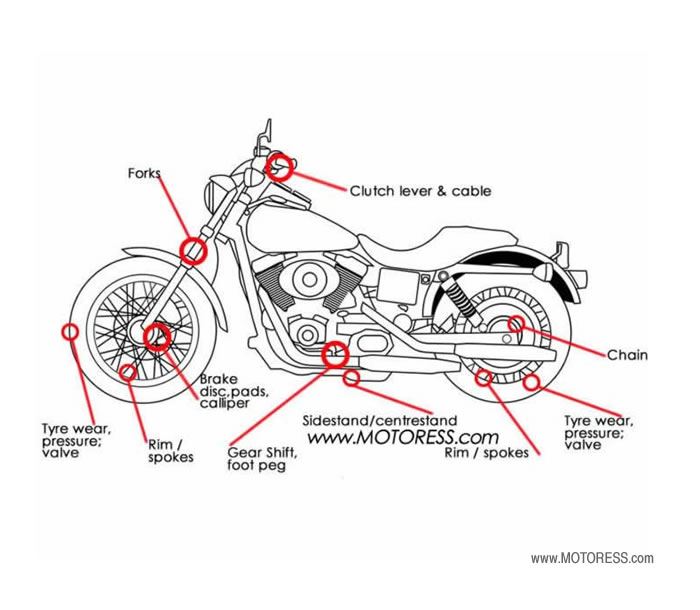 Forks
Clutch lever & cable
Chain
Brake
disc,pads,
calliper
Sidestand/centrestand
www.MOTORESS.com
Tyre wear,
pressure;
valve
Rim /
spokes
Gear Shift,
foot peg
Rim / spokes
Tyre wear,
pressure;
valve
www.MOTORESS.com